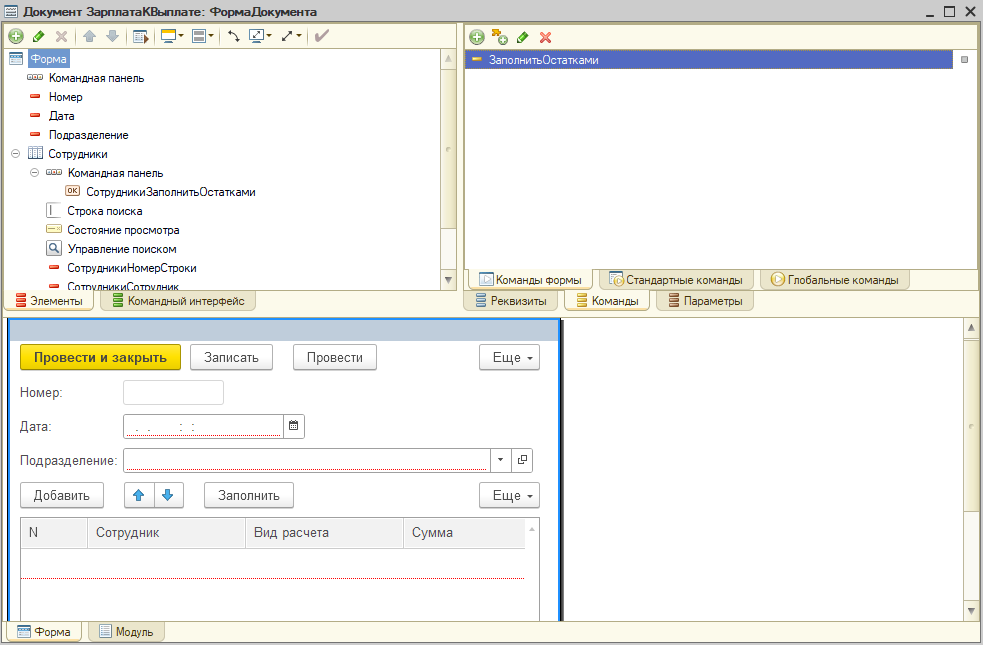 Документ ЗарплатаКВыплате: ФормаДокумента
Форма
Командная панель
Номер
Дата
Подразделение
Сотрудники
Командная панель
OK СотрудникиЗаполнитьОстатками
Строка поиска
Состояние просмотра
Управление поиском
СотрудникиНомерСтроки
СотрудникиСотрудник
Элементы Командный интерфейс
ЗаполнитьОстатками
Команды формы Стандартные команды Глобальные команды
Реквизиты Команды Параметры
Провести и закрыть Записать Провести Еще
Номер:
Дата: . . : :
Подразделение:
Добавить Заполнить Еще
N Сотрудник Вид расчета Сумма
Форма Модуль